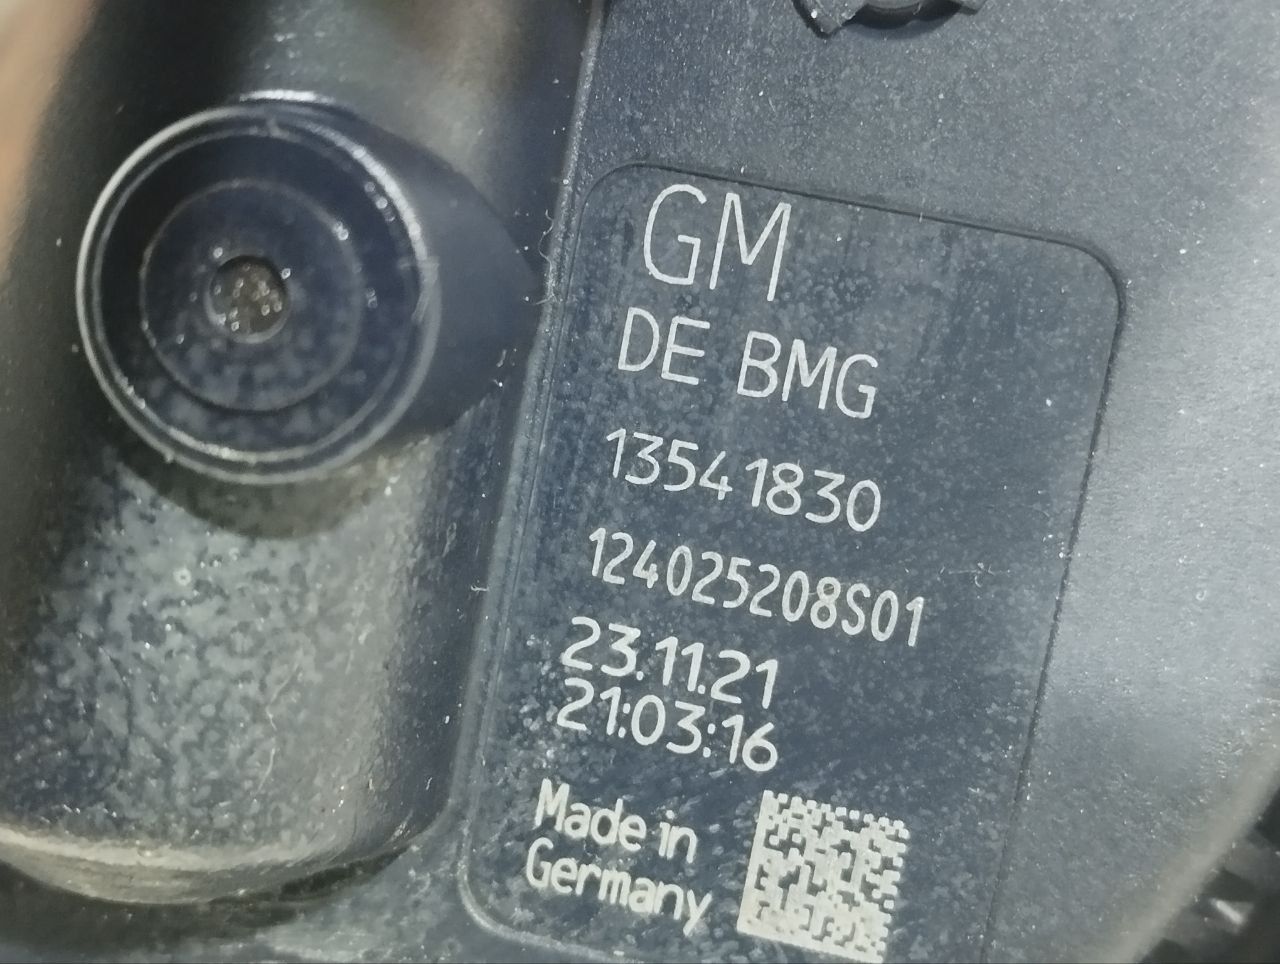 GM
DE BMG
13541830
124025208S01
23.11.21
21:03:16
Made in
Germany